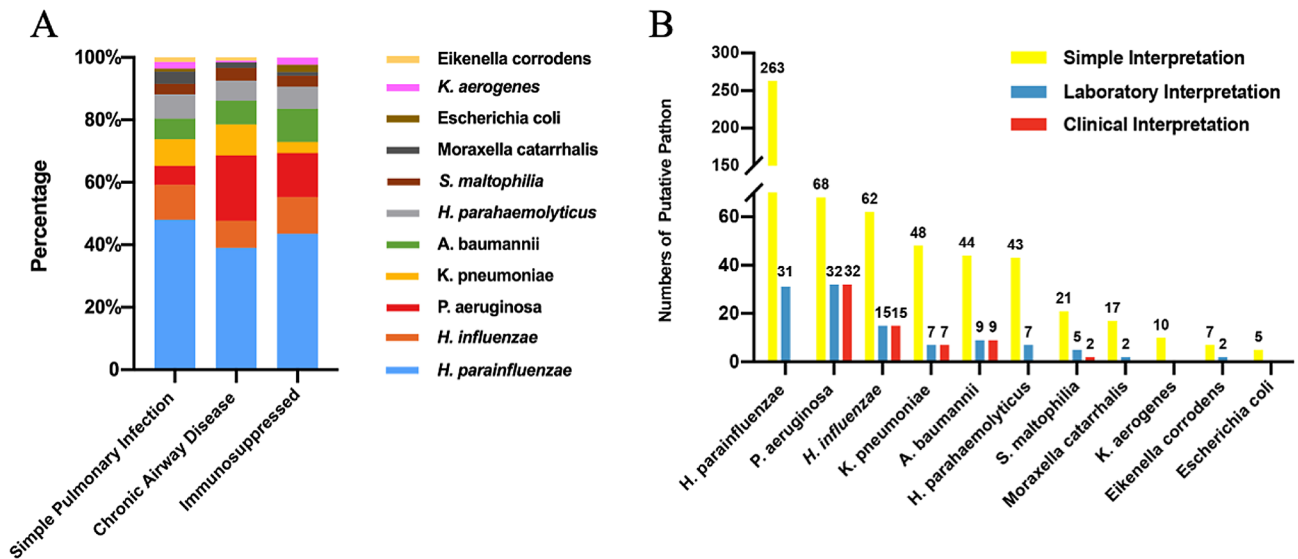 A
Percentage
100%
80%
60%
40%
20%
0
Simple Pulmonary Infection
Chronic Airway Disease
Immunosuppressed
Eikenella corrodens
K. aerogenes
Escherichia coli
Moraxella catarrhalis
S. maltophilia
H. parahaemolyticus
A. baumannii
K. pneumoniae
P. aeruginosa
H. influenzae
H. parainfluenzae
B
Numbers of Putative Pathon
300
250
200
150
60
40
20
0
Simple Interpretation
Laboratory Interpretation
Clinical Interpretation
263
31
68
32 32
62
15 15
48
7 7
44
9 9
43
7
21
5 2
17
2
10
7
2
5
H. parainfluenzae
P. aeruginosa
H. influenzae
K. pneumoniae
A. baumannii
H. parahaemolyticus
S. maltophilia
Moraxella catarrhalis
K. aerogenes
Eikenella corrodens
Escherichia coli